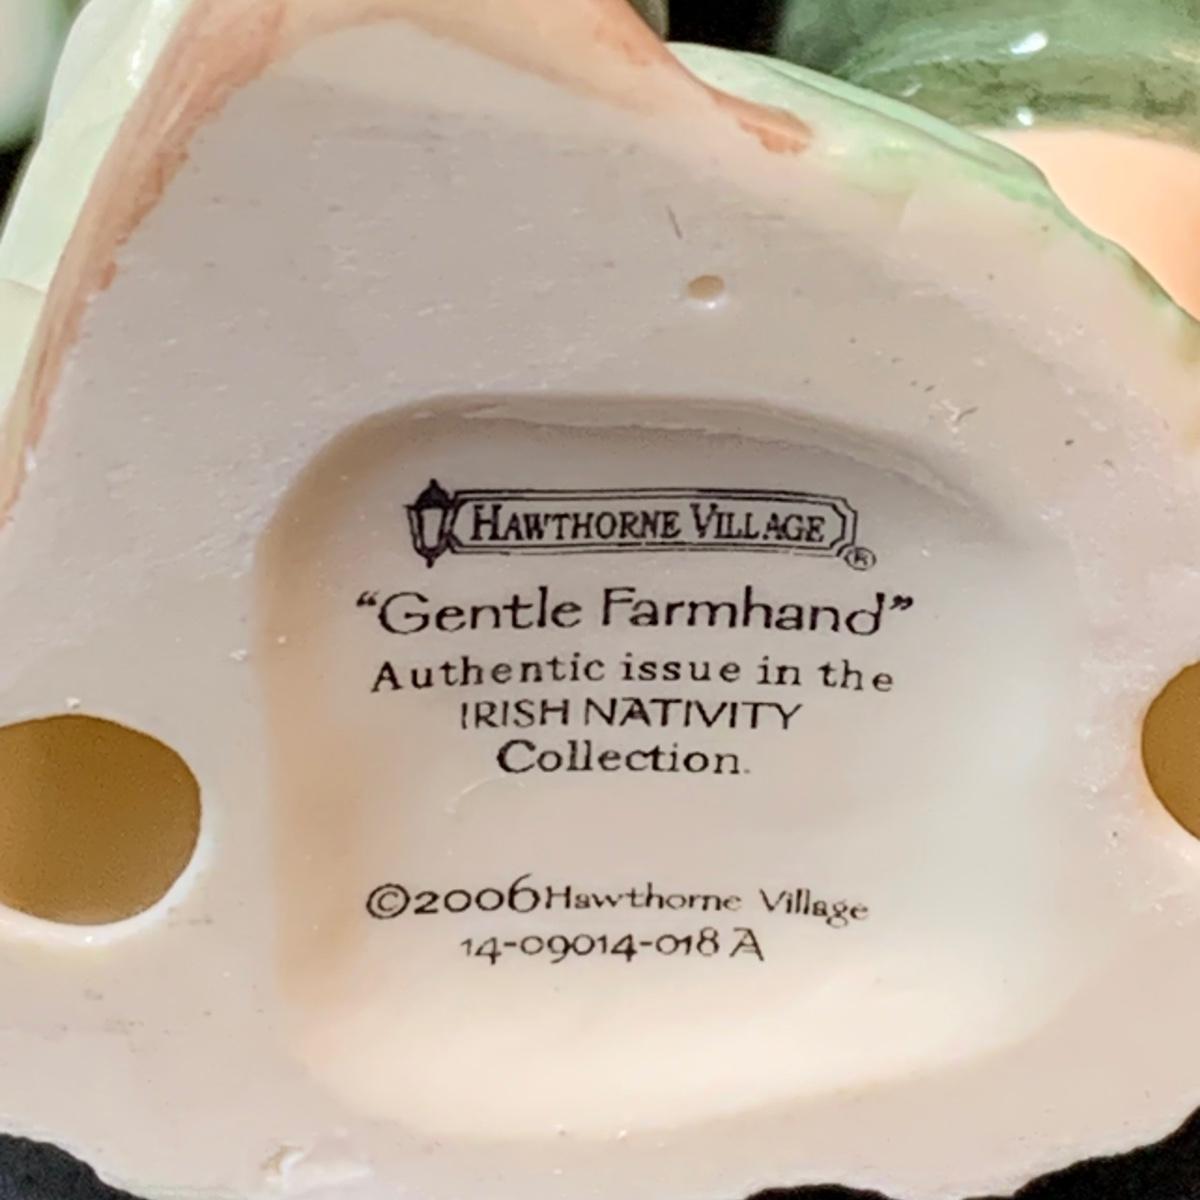 HAWTHORNE VILLAGE®
“Gentle Farmhand”
Authentic issue in the
IRISH NATIVITY
Collection.
©2006 Hawthorne Village
14-09014-018 A